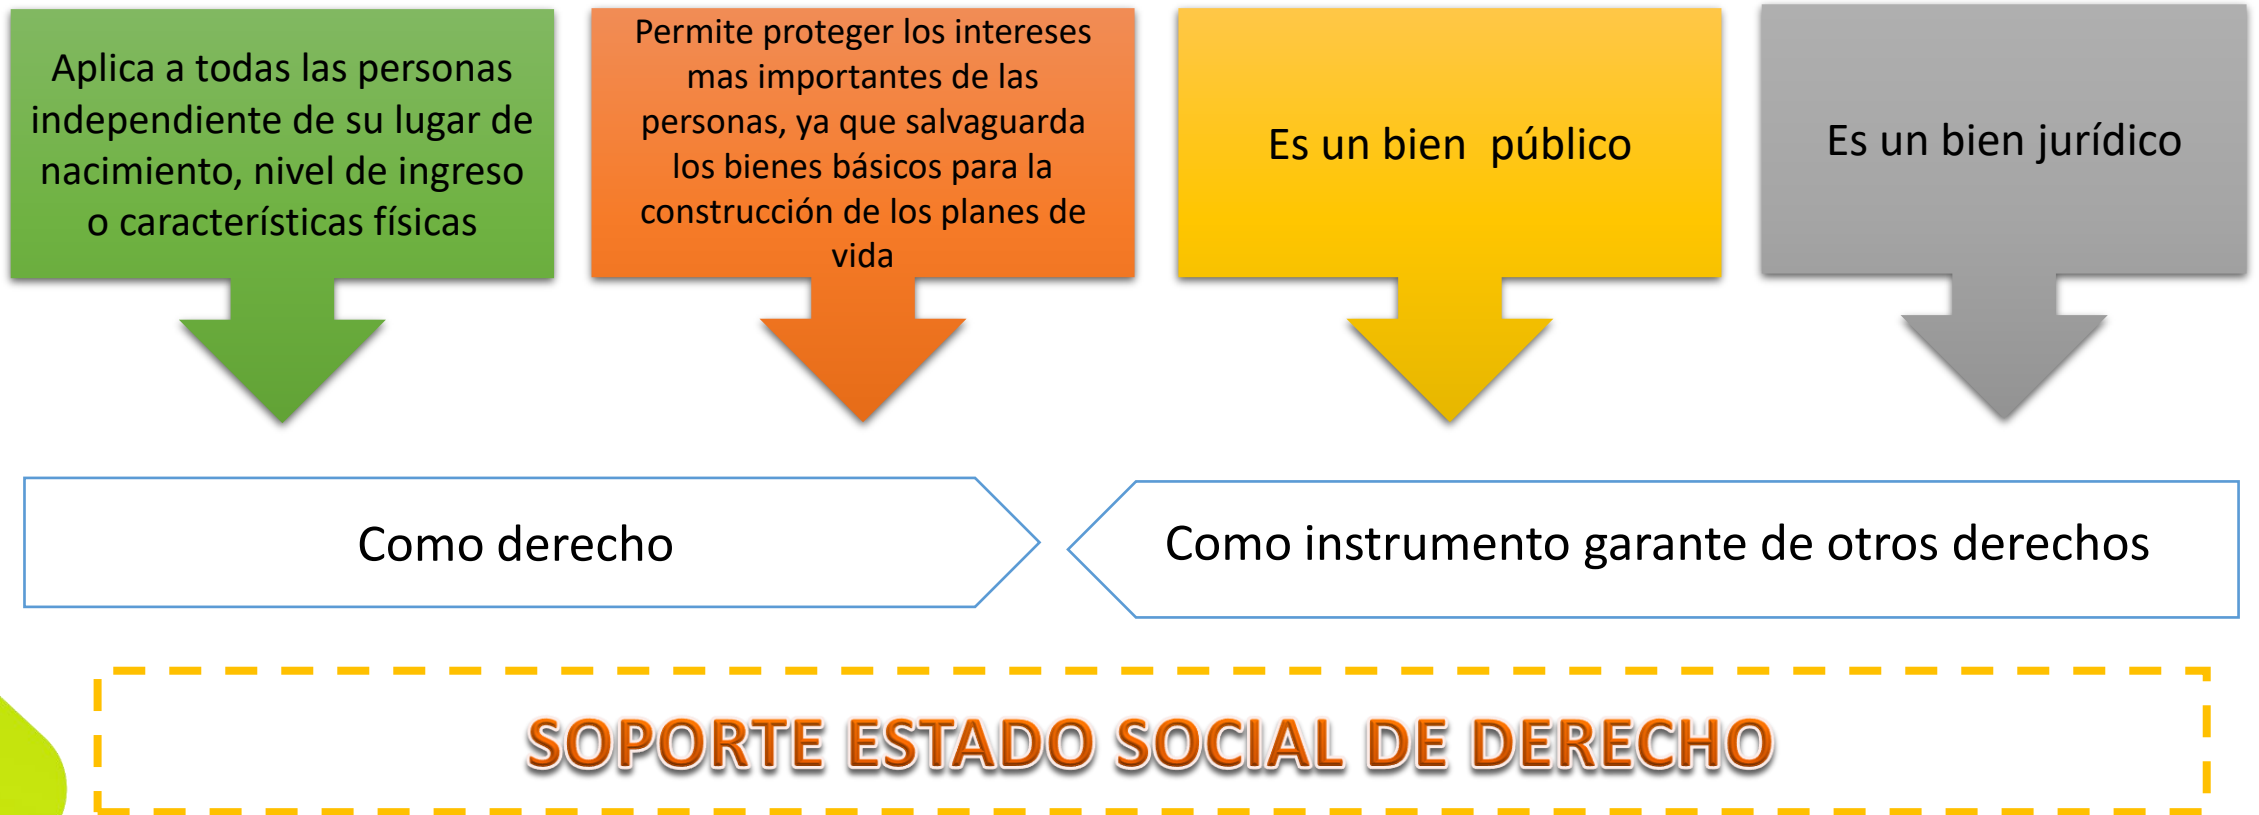 Aplica a todas las personas
independiente de su lugar de
nacimiento, nivel de ingreso
o características físicas
Permite proteger los intereses
mas importantes de las
personas, ya que salvaguarda
los bienes básicos para la
construcción de los planes de
vida
Es un bien público
Es un bien jurídico
Como derecho
Como instrumento garante de otros derechos
SOPORTE ESTADO SOCIAL DE DERECHO